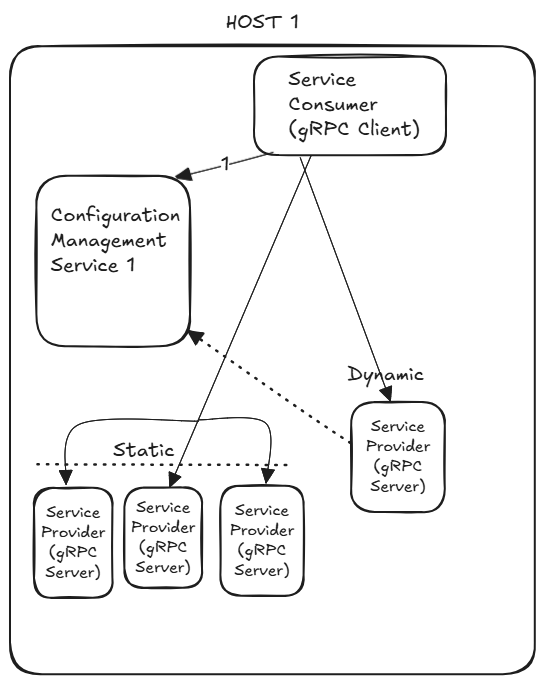 HOST 1
Service
Consumer
(gRPC Client)
1
Configuration
Management
Service 1
Dynamic
Service
Provider
(gRPC
Server)
Static
Service
Provider
(gRPC
Server)
Service
Provider
(gRPC
Server)
Service
Provider
(gRPC
Server)